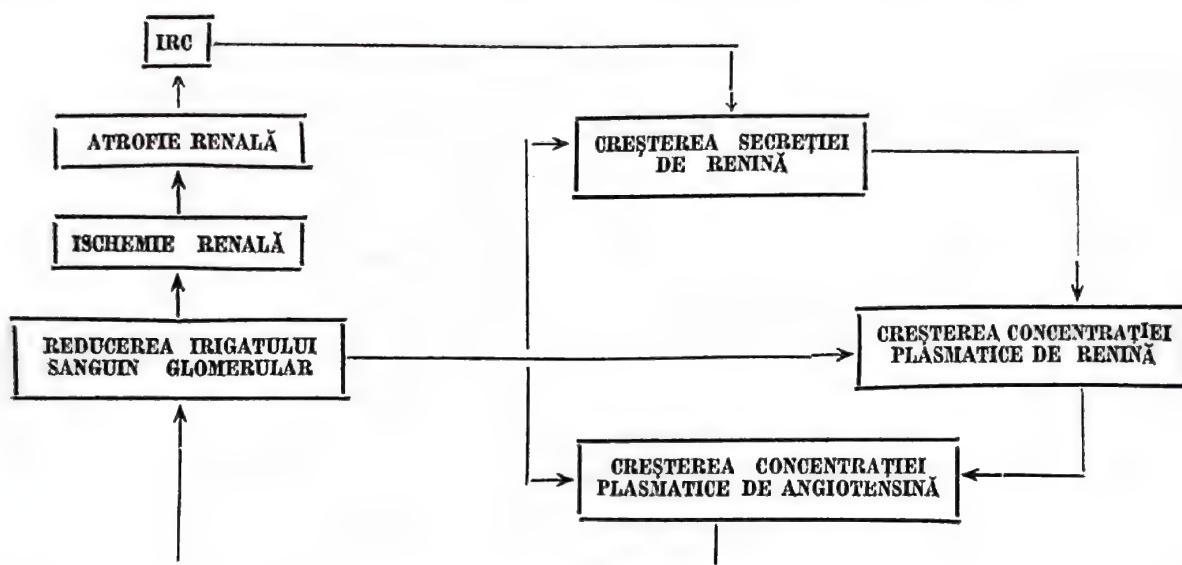 IRC
ATROFIE RENALĂ
CREȘTEREA SECREȚIEI
DE RENINĂ
ISCHEMIE RENALĂ
REDUCEREA IRIGATULUI
SANGUIN GLOMERULAR
CREȘTEREA CONCENTRAȚIEI
PLASMATICE DE RENINĂ
CREȘTEREA CONCENTRAȚIEI
PLASMATICE DE ANGIOTENSINĂ